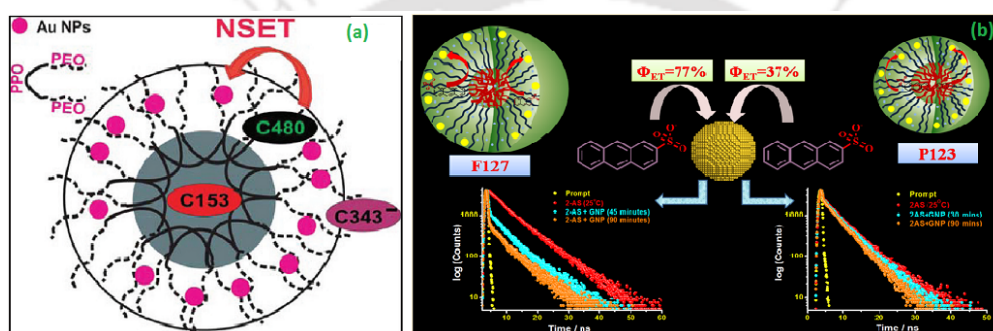 Au NPs
NSET
(a)
PPO
PEO
PEO
C480
C153
C343⁻
(b)
Φ_ET=77%
Φ_ET=37%
F127
P123
Prompt
2-AS (25°C)
2-AS+ GNP (45 minutes)
2-AS + GNP (90 minutes)
log (Counts)
1000
100
10
10 20 30 40 50 60
Time / ns
Prompt
2AS, 25°C
2AS+GNP (30 mins)
2AS+GNP (90 mins)
log (Counts)
1000
100
10
0 10 20 30 40 50
Time / ns